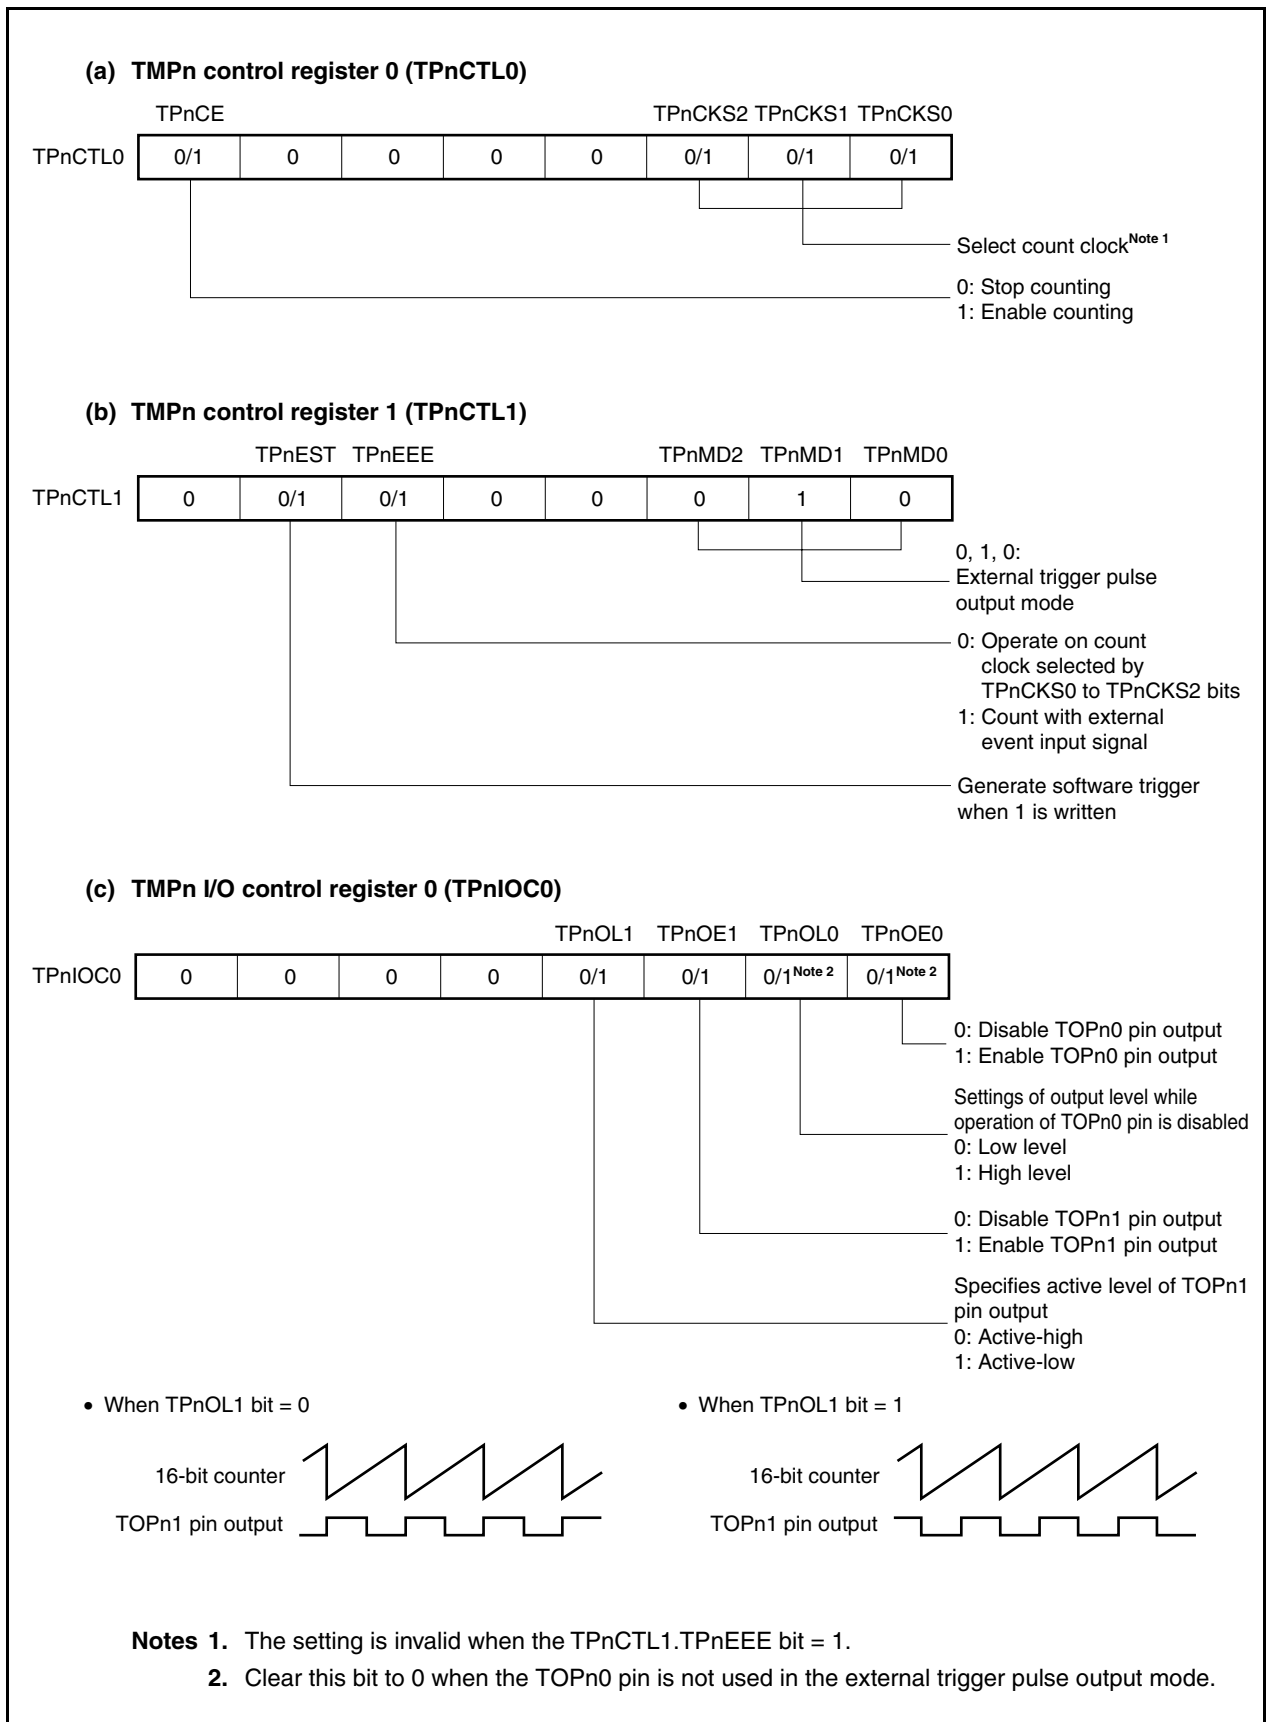 (a) TMPn control register 0 (TPnCTL0)
TPnCE TPnCKS2 TPnCKS1 TPnCKS0
TPnCTL0 0/1 0 0 0 0 0/1 0/1 0/1
Select count clockNote 1
0: Stop counting
1: Enable counting
(b) TMPn control register 1 (TPnCTL1)
TPnEST TPnEEE TPnMD2 TPnMD1 TPnMD0
TPnCTL1 0 0/1 0/1 0 0 0 1 0
0, 1, 0:
External trigger pulse
output mode
0: Operate on count
clock selected by
TPnCKS0 to TPnCKS2 bits
1: Count with external
event input signal
Generate software trigger
when 1 is written
(c) TMPn I/O control register 0 (TPnIOC0)
TPnOL1 TPnOE1 TPnOL0 TPnOE0
TPnIOC0 0 0 0 0 0/1 0/1 0/1Note 2 0/1Note 2
0: Disable TOPn0 pin output
1: Enable TOPn0 pin output
Settings of output level while
operation of TOPn0 pin is disabled
0: Low level
1: High level
0: Disable TOPn1 pin output
1: Enable TOPn1 pin output
Specifies active level of TOPn1
pin output
0: Active-high
1: Active-low
• When TPnOL1 bit = 0 • When TPnOL1 bit = 1
16-bit counter 16-bit counter
TOPn1 pin output TOPn1 pin output
Notes 1. The setting is invalid when the TPnCTL1.TPnEEE bit = 1.
2. Clear this bit to 0 when the TOPn0 pin is not used in the external trigger pulse output mode.